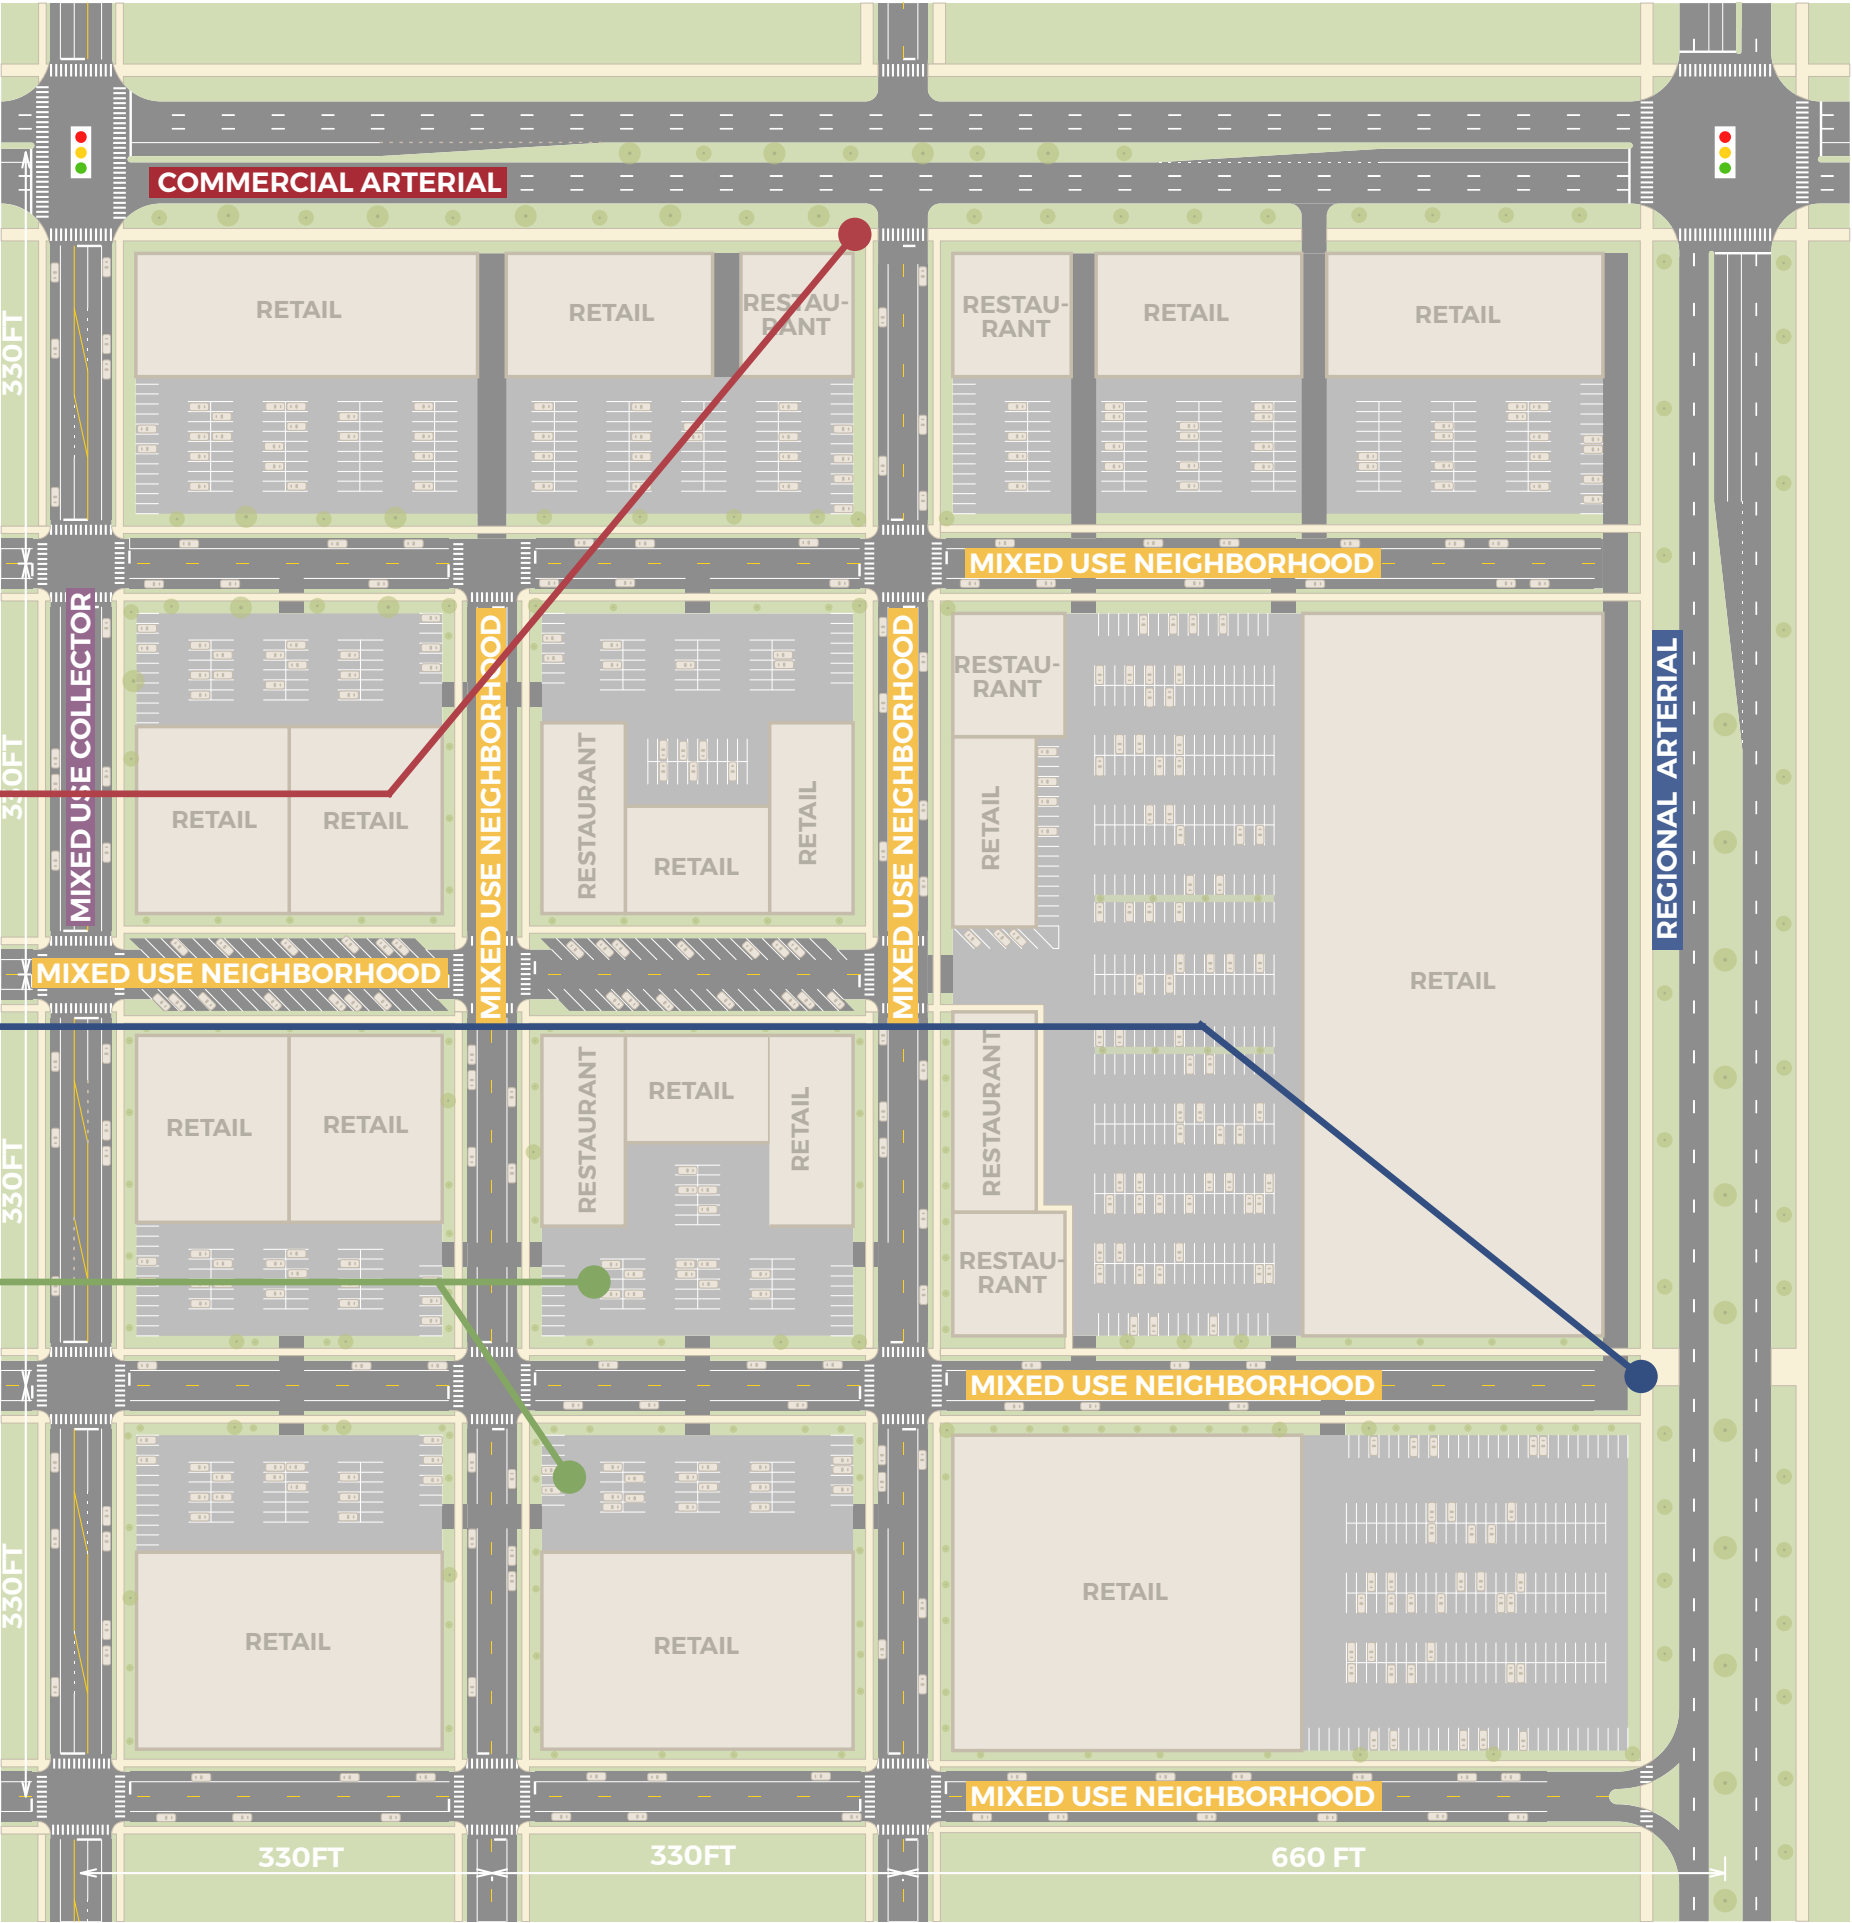 COMMERCIAL ARTERIAL
330FT
RETAIL
RETAIL
RESTAU-
RANT
RESTAU-
RANT
RETAIL
RETAIL
MIXED USE NEIGHBORHOOD
MIXED USE COLLECTOR
MIXED USE NEIGHBORHOOD
MIXED USE NEIGHBORHOOD
REGIONAL ARTERIAL
330FT
RETAIL
RETAIL
RESTAURANT
RETAIL
RETAIL
RESTAU-
RANT
RETAIL
RETAIL
MIXED USE NEIGHBORHOOD
330FT
RETAIL
RETAIL
RESTAURANT
RETAIL
RETAIL
RESTAURANT
RESTAU-
RANT
MIXED USE NEIGHBORHOOD
330FT
RETAIL
RETAIL
RETAIL
MIXED USE NEIGHBORHOOD
330FT
330FT
660 FT